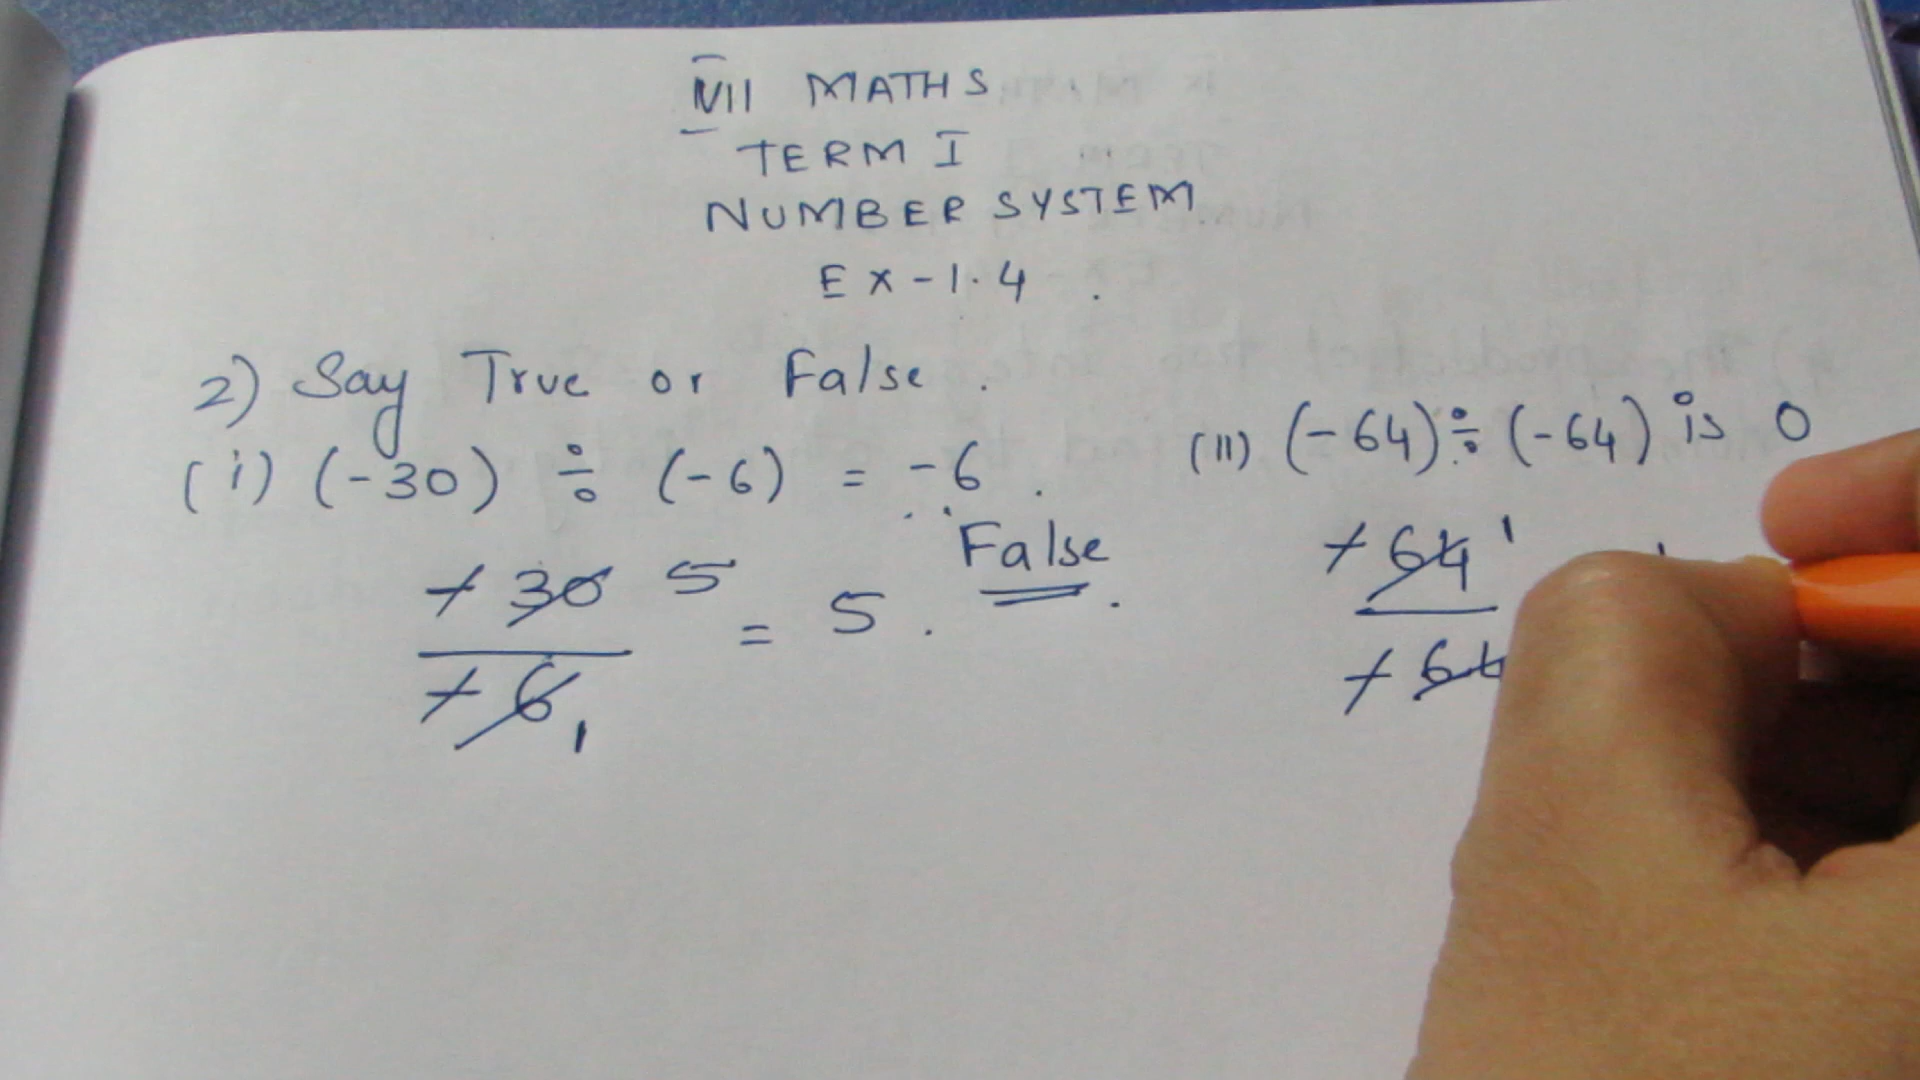 VII MATHS
TERM I
NUMBER SYSTEM
Ex-1.4
2) Say True or False.
(i) (-30) ÷ (-6) = -6.
False
+30 5
+6 1
= 5.
(ii) (-64) ÷ (-64) is 0
+64 1
+64